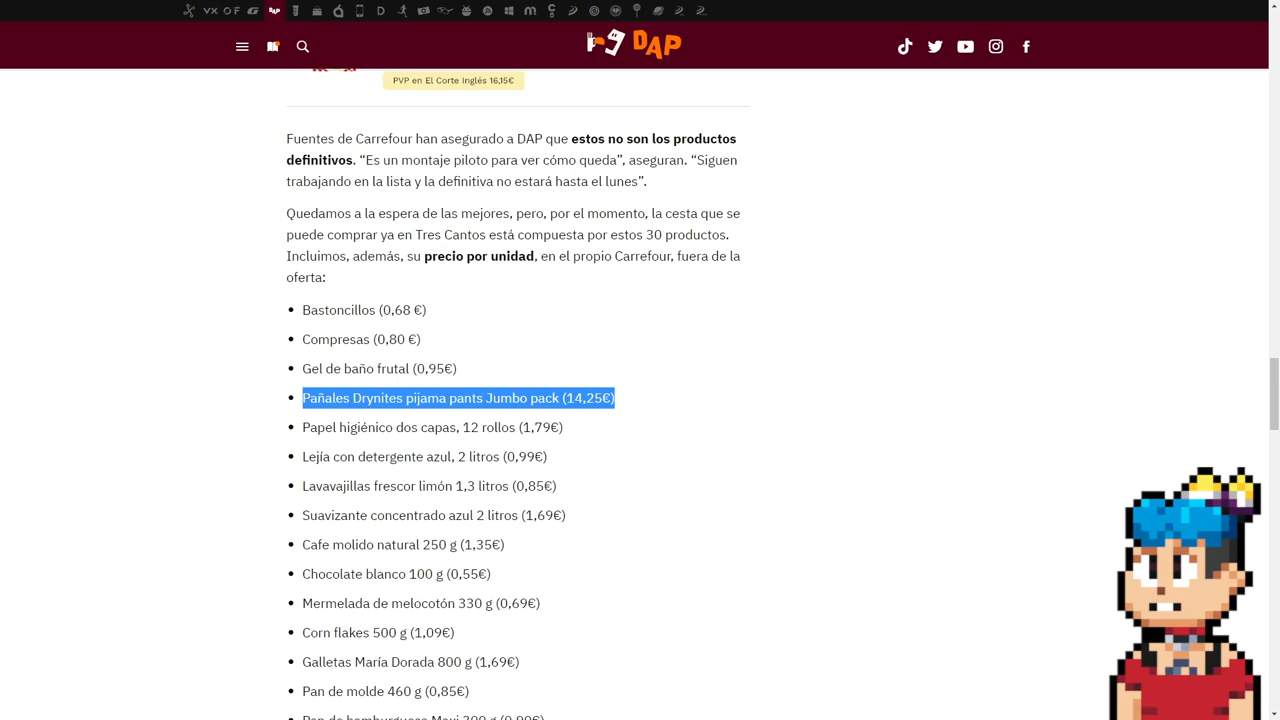 DAP
DAP
PVP en El Corte Inglés 16,15€
Fuentes de Carrefour han asegurado a DAP que estos no son los productos
definitivos. “Es un montaje piloto para ver cómo queda”, aseguran. “Siguen
trabajando en la lista y la definitiva no estará hasta el lunes”.
Quedamos a la espera de las mejores, pero, por el momento, la cesta que se
puede comprar ya en Tres Cantos está compuesta por estos 30 productos.
Incluimos, además, su precio por unidad, en el propio Carrefour, fuera de la
oferta:
• Bastoncillos (0,68 €)
• Compresas (0,80 €)
• Gel de baño frutal (0,95€)
• Pañales Drynites pijama pants Jumbo pack (14,25€)
• Papel higiénico dos capas, 12 rollos (1,79€)
• Lejía con detergente azul, 2 litros (0,99€)
• Lavavajillas frescor limón 1,3 litros (0,85€)
• Suavizante concentrado azul 2 litros (1,69€)
• Cafe molido natural 250 g (1,35€)
• Chocolate blanco 100 g (0,55€)
• Mermelada de melocotón 330 g (0,69€)
• Corn flakes 500 g (1,09€)
• Galletas María Dorada 800 g (1,69€)
• Pan de molde 460 g (0,85€)